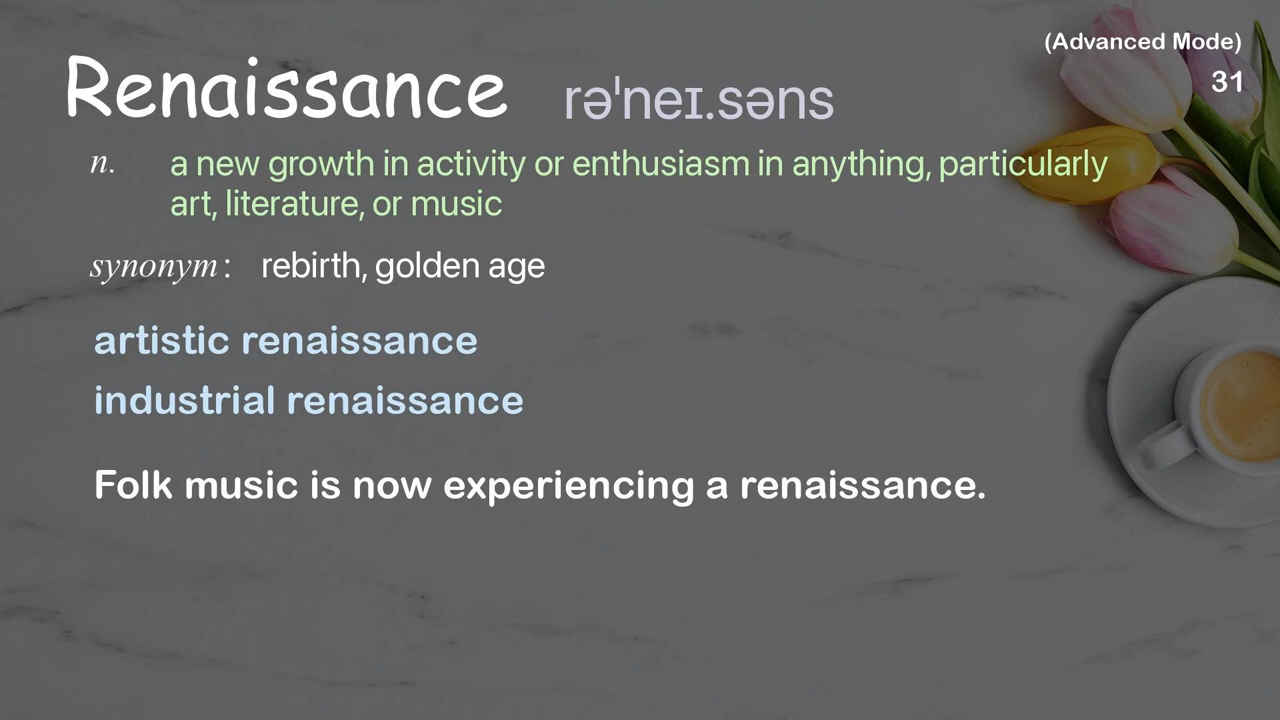 (Advanced Mode)
31
Renaissance rəˈneɪ.səns
n. a new growth in activity or enthusiasm in anything, particularly
art, literature, or music
synonym: rebirth, golden age
artistic renaissance
industrial renaissance
Folk music is now experiencing a renaissance.